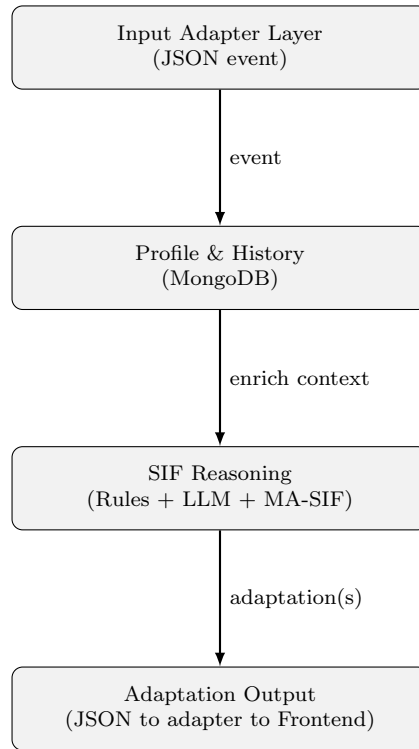 Input Adapter Layer
(JSON event)
event
Profile & History
(MongoDB)
enrich context
SIF Reasoning
(Rules + LLM + MA-SIF)
adaptation(s)
Adaptation Output
(JSON to adapter to Frontend)